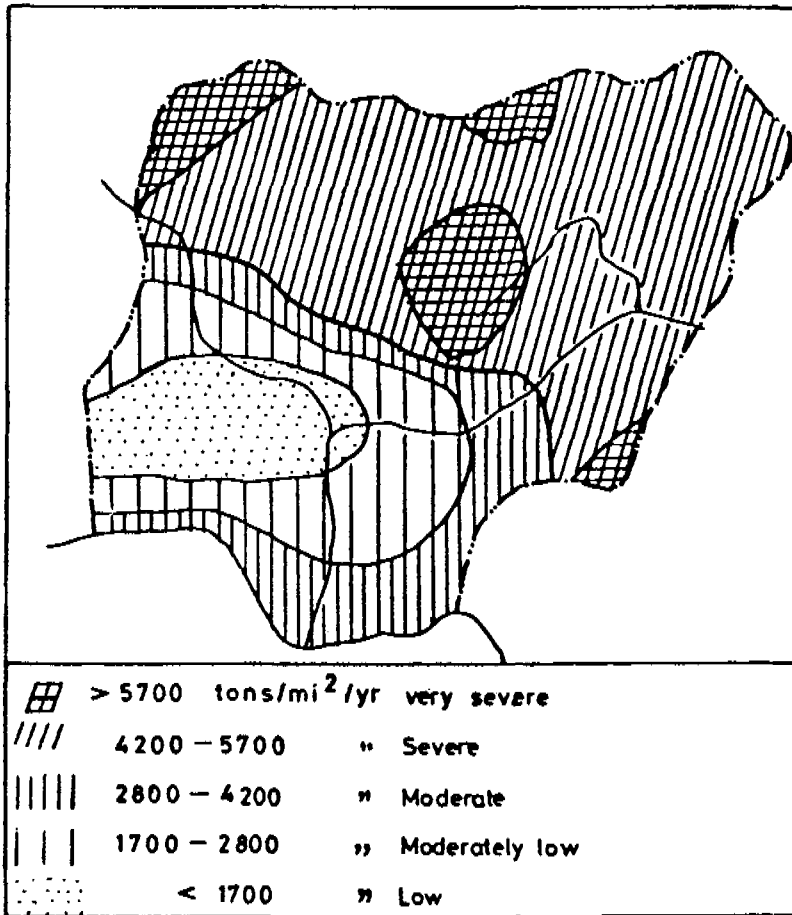 > 5700 tons/mi²/yr very severe
4200 – 5700 " Severe
2800 – 4200 " Moderate
1700 – 2800 ,, Moderately low
< 1700 " Low